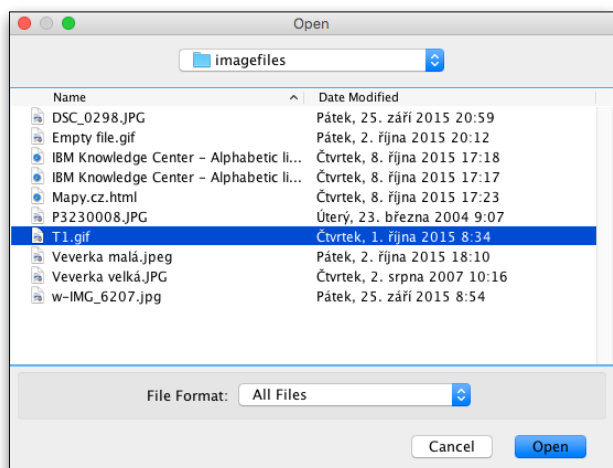 Open
imagefiles
Name Date Modified
DSC_0298.JPG Pátek, 25. září 2015 20:59
Empty file.gif Pátek, 2. října 2015 20:12
IBM Knowledge Center – Alphabetic li... Čtvrtek, 8. října 2015 17:18
IBM Knowledge Center – Alphabetic li... Čtvrtek, 8. října 2015 17:17
Mapy.cz.html Čtvrtek, 8. října 2015 17:23
P3230008.JPG Úterý, 23. března 2004 9:07
T1.gif Čtvrtek, 1. října 2015 8:34
Veverka malá.jpeg Pátek, 2. října 2015 18:10
Veverka velká.JPG Čtvrtek, 2. srpna 2007 10:16
w-IMG_6207.jpg Pátek, 25. září 2015 8:54
File Format: All Files
Cancel Open